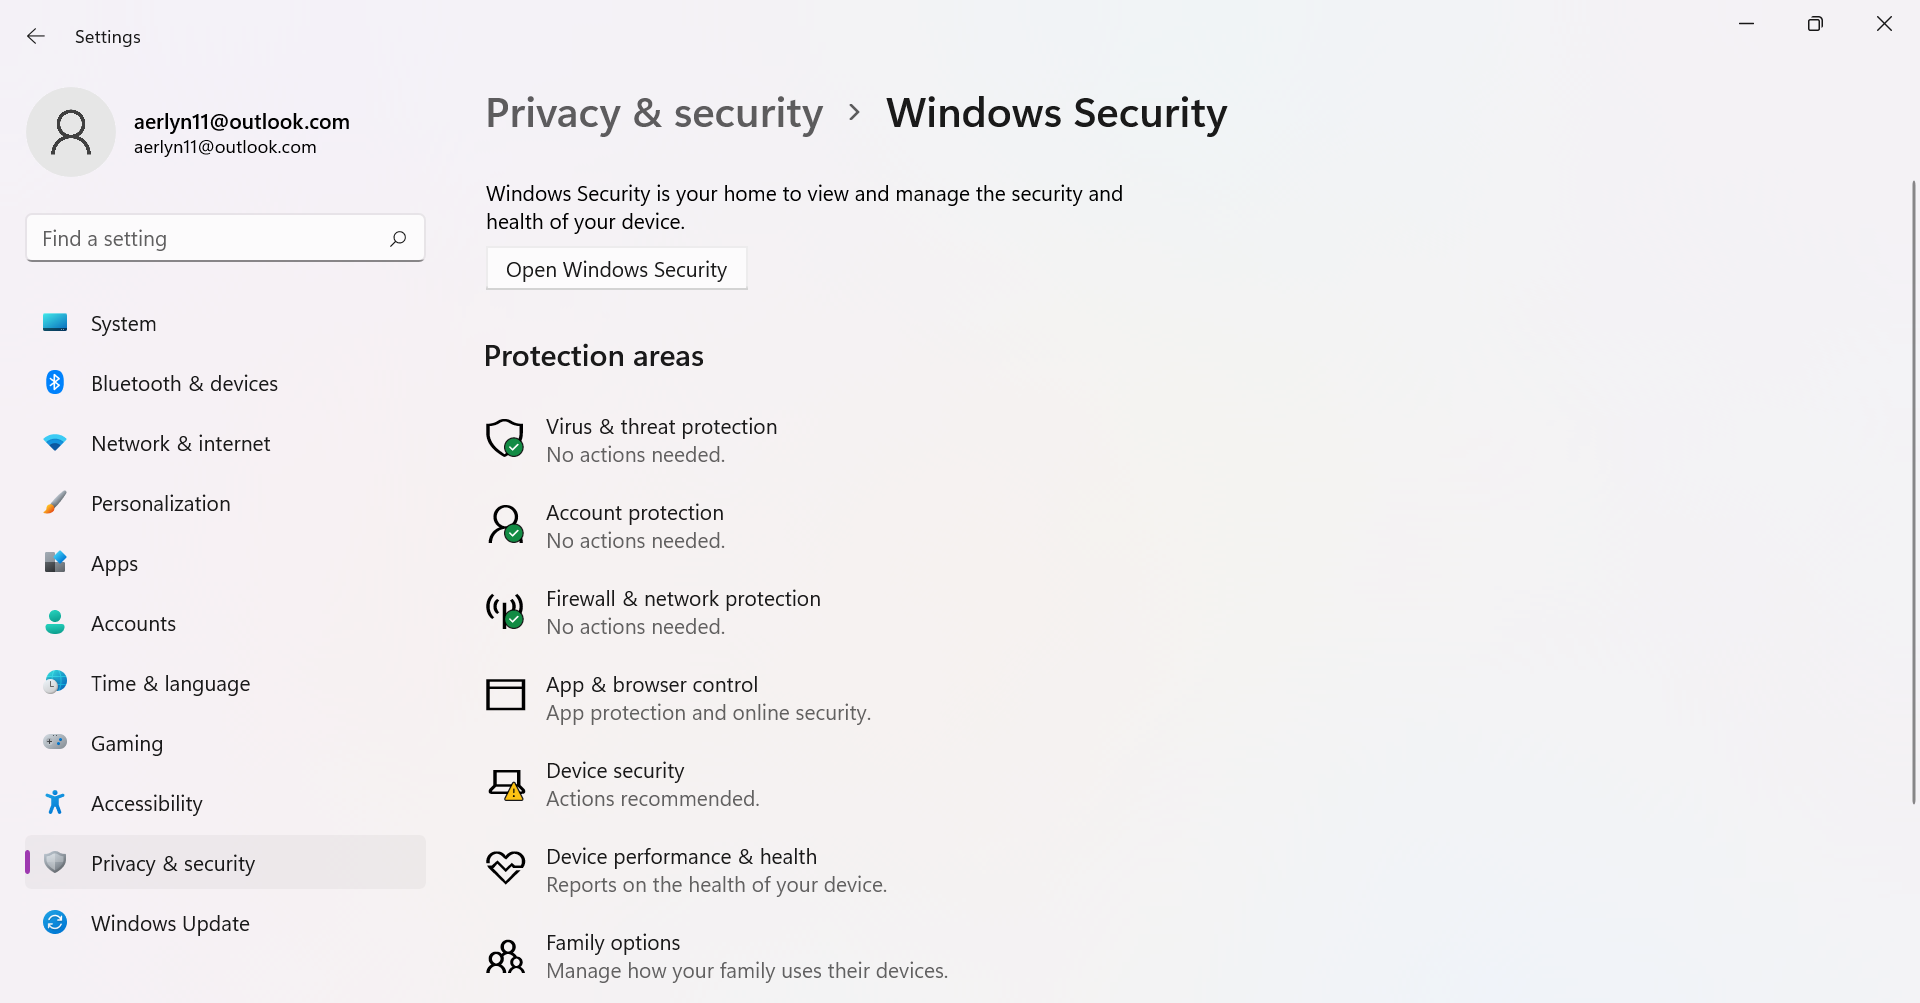 Settings
aerlyn11@outlook.com
aerlyn11@outlook.com
Find a setting
System
Bluetooth & devices
Network & internet
Personalization
Apps
Accounts
Time & language
Gaming
Accessibility
Privacy & security
Windows Update
Privacy & security > Windows Security
Windows Security is your home to view and manage the security and
health of your device.
Open Windows Security
Protection areas
Virus & threat protection
No actions needed.
Account protection
No actions needed.
Firewall & network protection
No actions needed.
App & browser control
App protection and online security.
Device security
Actions recommended.
Device performance & health
Reports on the health of your device.
Family options
Manage how your family uses their devices.